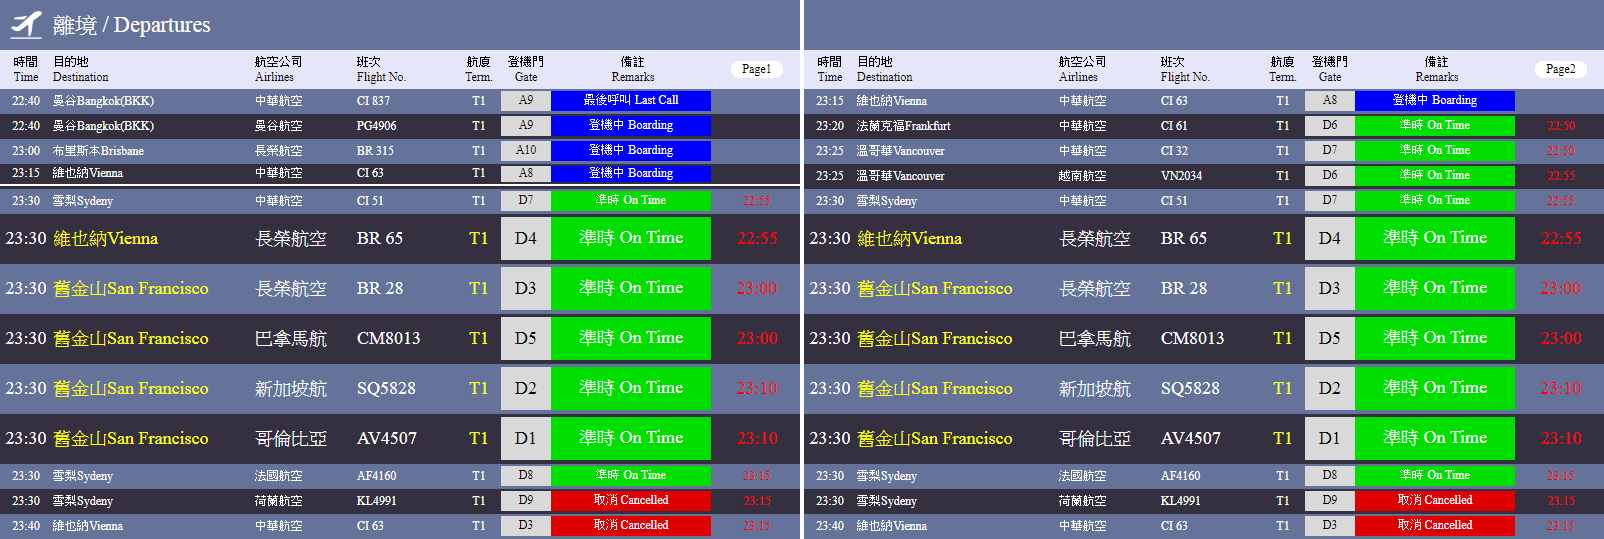 離境 / Departures
時間 目的地 航空公司 班次 航廈 登機門 備註
Time Destination Airlines Flight No. Term. Gate Remarks Page1
22:40 曼谷Bangkok(BKK) 中華航空 CI 837 T1 A9 最後呼叫 Last Call
22:40 曼谷Bangkok(BKK) 曼谷航空 PG4906 T1 A9 登機中 Boarding
23:00 布里斯本Brisbane 長榮航空 BR 315 T1 A10 登機中 Boarding
23:15 維也納Vienna 中華航空 CI 63 T1 A8 登機中 Boarding
23:30 雪梨Sydeny 中華航空 CI 51 T1 D7 準時 On Time 22:55
23:30 維也納Vienna 長榮航空 BR 65 T1 D4 準時 On Time 22:55
23:30 舊金山San Francisco 長榮航空 BR 28 T1 D3 準時 On Time 23:00
23:30 舊金山San Francisco 巴拿馬航 CM8013 T1 D5 準時 On Time 23:00
23:30 舊金山San Francisco 新加坡航 SQ5828 T1 D2 準時 On Time 23:10
23:30 舊金山San Francisco 哥倫比亞 AV4507 T1 D1 準時 On Time 23:10
23:30 雪梨Sydeny 法國航空 AF4160 T1 D8 準時 On Time 23:15
23:30 雪梨Sydeny 荷蘭航空 KL4991 T1 D9 取消 Cancelled 23:15
23:40 維也納Vienna 中華航空 CI 63 T1 D3 取消 Cancelled 23:15
時間 目的地 航空公司 班次 航廈 登機門 備註
Time Destination Airlines Flight No. Term. Gate Remarks Page2
23:15 維也納Vienna 中華航空 CI 63 T1 A8 登機中 Boarding
23:20 法蘭克福Frankfurt 中華航空 CI 61 T1 D6 準時 On Time 22:50
23:25 溫哥華Vancouver 中華航空 CI 32 T1 D7 準時 On Time 22:50
23:25 溫哥華Vancouver 越南航空 VN2034 T1 D6 準時 On Time 22:55
23:30 雪梨Sydeny 中華航空 CI 51 T1 D7 準時 On Time 22:55
23:30 維也納Vienna 長榮航空 BR 65 T1 D4 準時 On Time 22:55
23:30 舊金山San Francisco 長榮航空 BR 28 T1 D3 準時 On Time 23:00
23:30 舊金山San Francisco 巴拿馬航 CM8013 T1 D5 準時 On Time 23:00
23:30 舊金山San Francisco 新加坡航 SQ5828 T1 D2 準時 On Time 23:10
23:30 舊金山San Francisco 哥倫比亞 AV4507 T1 D1 準時 On Time 23:10
23:30 雪梨Sydeny 法國航空 AF4160 T1 D8 準時 On Time 23:15
23:30 雪梨Sydeny 荷蘭航空 KL4991 T1 D9 取消 Cancelled 23:15
23:40 維也納Vienna 中華航空 CI 63 T1 D3 取消 Cancelled 23:15